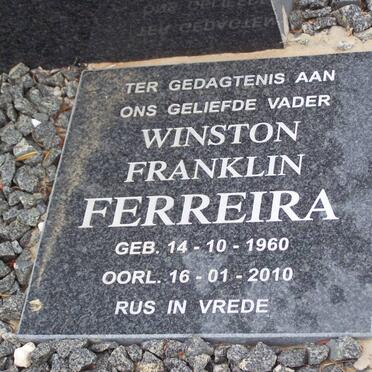 TER GEDAGTENIS AAN
ONS GELIEFDE VADER
WINSTON
FRANKLIN
FERREIRA
GEB. 14 - 10 - 1960
OORL. 16 - 01 - 2010
RUS IN VREDE